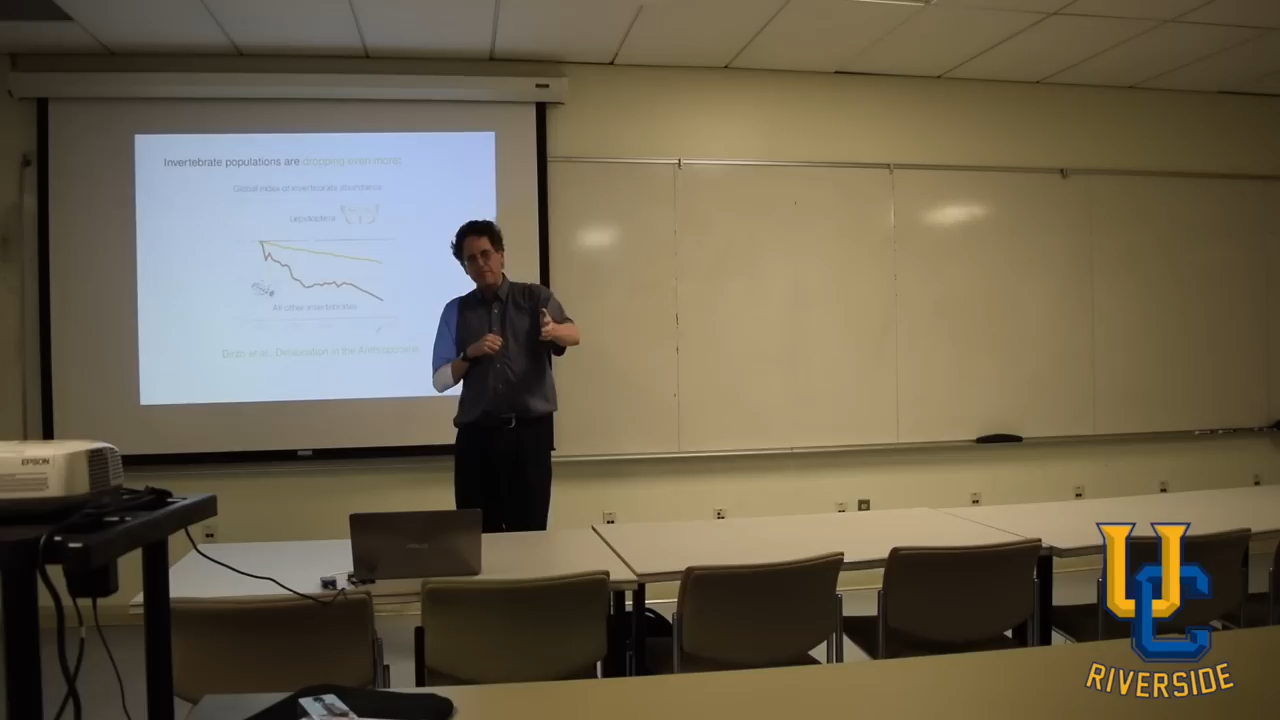 Invertebrate populations are dropping even more:
Global index of invertebrate abundance
Lepidoptera
All other invertebrates
Dirzo et al., Defaunation in the Anthropocene
EPSON
UC
RIVERSIDE